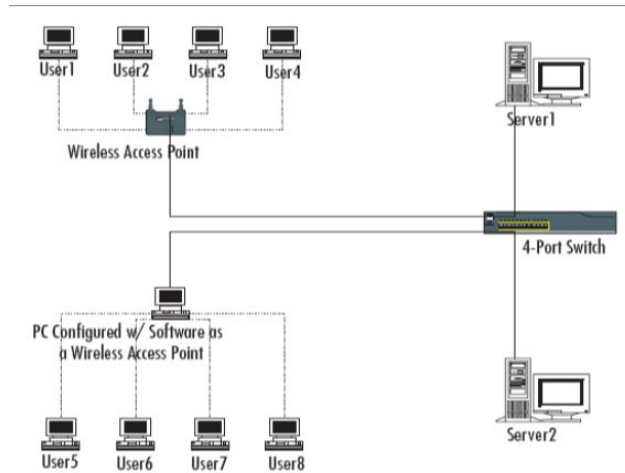 User1 User2 User3 User4
Server1
Wireless Access Point
4-Port Switch
PC Configured w/ Software as
a Wireless Access Point
Server2
User5 User6 User7 User8